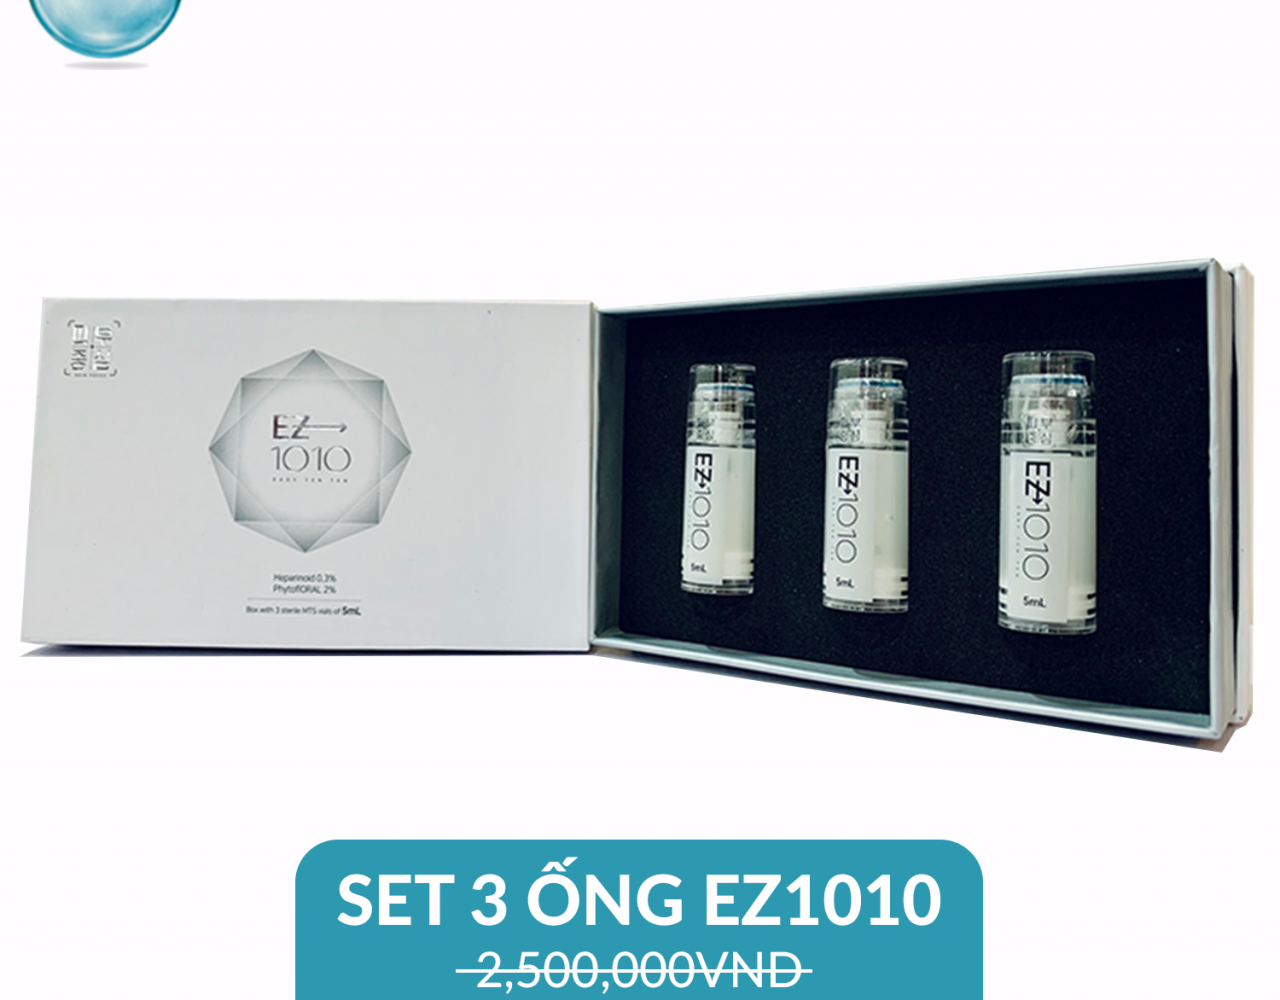 EZ
1010
EASY TEN TEN
Heparinoid 0.3%
PhytoflORAL 2%
Box with 3 sterile MTS vials of 5mL
EZ1010
5mL
EZ1010
5mL
EZ1010
5mL
SET 3 ỐNG EZ1010
2,500,000VND